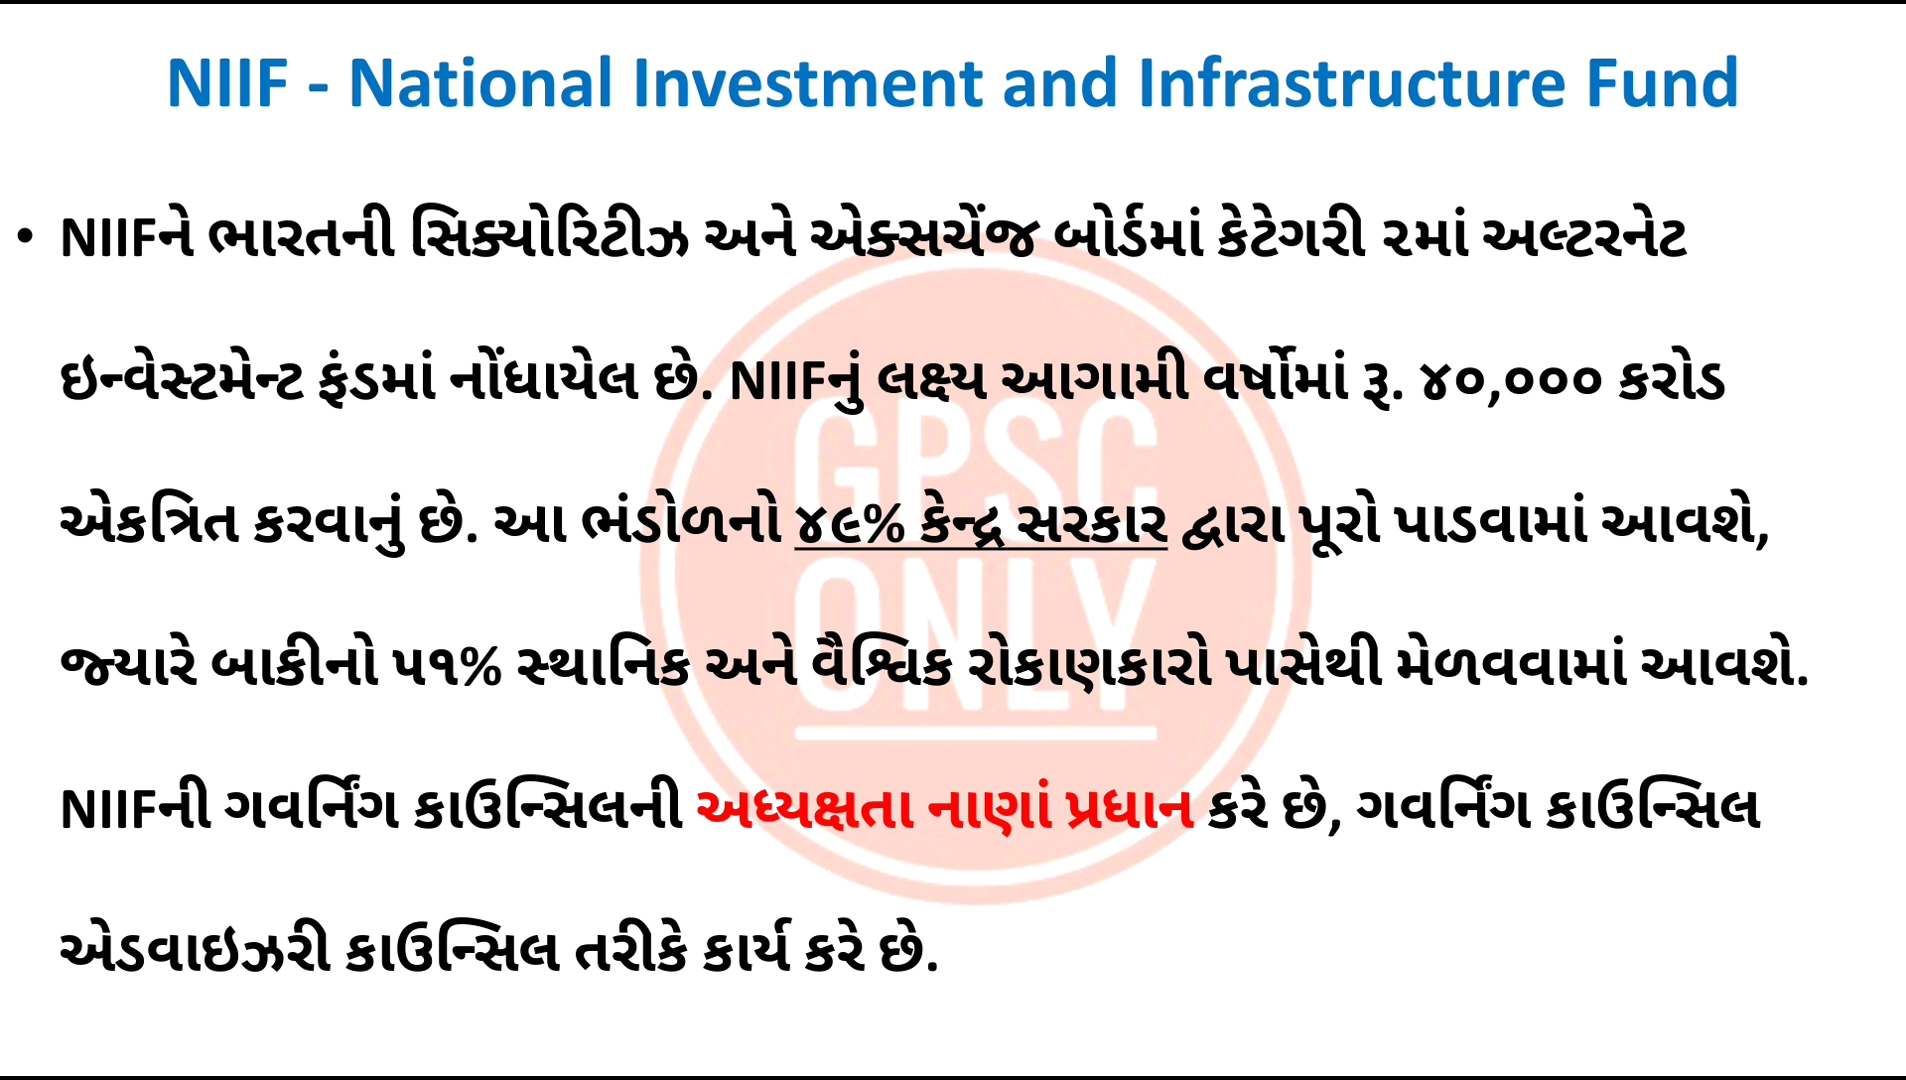 NIIF - National Investment and Infrastructure Fund
• NIIFને ભારતની સિક્યોરિટીઝ અને એક્સચેંજ બોર્ડમાં કેટેગરી ૨માં અલ્ટરનેટ
ઇન્વેસ્ટમેન્ટ ફંડમાં નોંધાયેલ છે. NIIFનું લક્ષ્ય આગામી વર્ષોમાં રૂ. ૪૦,૦૦૦ કરોડ
એકત્રિત કરવાનું છે. આ ભંડોળનો ૪૯% કેન્દ્ર સરકાર દ્વારા પૂરો પાડવામાં આવશે,
જ્યારે બાકીનો ૫૧% સ્થાનિક અને વૈશ્વિક રોકાણકારો પાસેથી મેળવવામાં આવશે.
NIIFની ગવર્નિંગ કાઉન્સિલની અધ્યક્ષતા નાણાં પ્રધાન કરે છે, ગવર્નિંગ કાઉન્સિલ
એડવાઇઝરી કાઉન્સિલ તરીકે કાર્ય કરે છે.
GPSC
ONLY